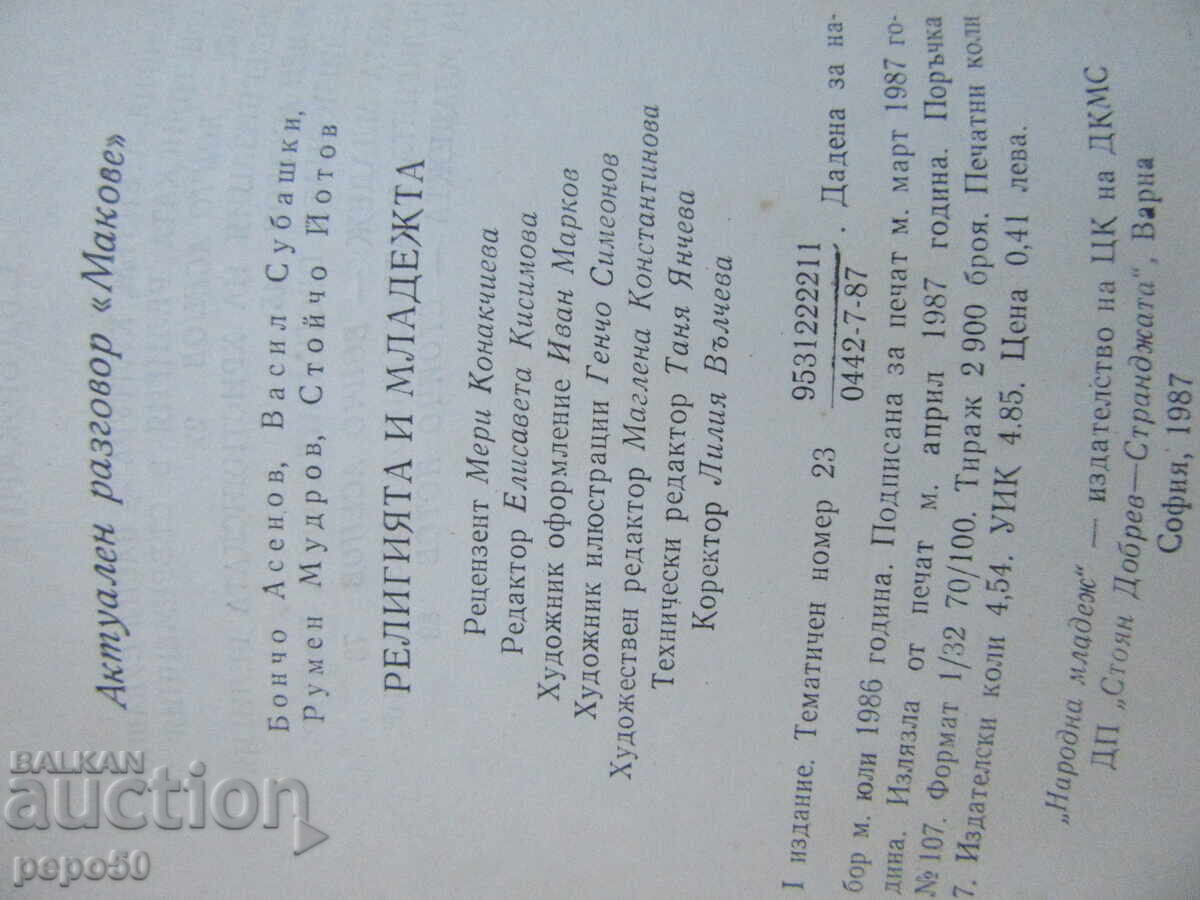 Актуален разговор «Макове»
Бончо Асенов, Васил Субашки,
Румен Мудров, Стойчо Йотов
РЕЛИГИЯТА И МЛАДЕЖТА
Рецензент Мери Конакчиева
Редактор Елисавета Кисимова
Художник оформление Иван Марков
Художник илюстрации Генчо Симеонов
Художествен редактор Маглена Константинова
Технически редактор Таня Янчева
Коректор Лилия Вълчева
I издание. Тематичен номер 23 9531222211
0442-7-87 . Дадена за на-
бор м. юли 1986 година. Подписана за печат м. март 1987 го-
дина. Излязла от печат м. април 1987 година. Поръчка
№ 107. Формат 1/32 70/100. Тираж 2 900 броя. Печатни коли
7. Издателски коли 4,54. УИК 4.85. Цена 0,41 лева.
„Народна младеж“ — издателство на ЦК на ДКМС
ДП „Стоян Добрев—Странджата“, Варна
София, 1987
BALKAN
auction
pepo50